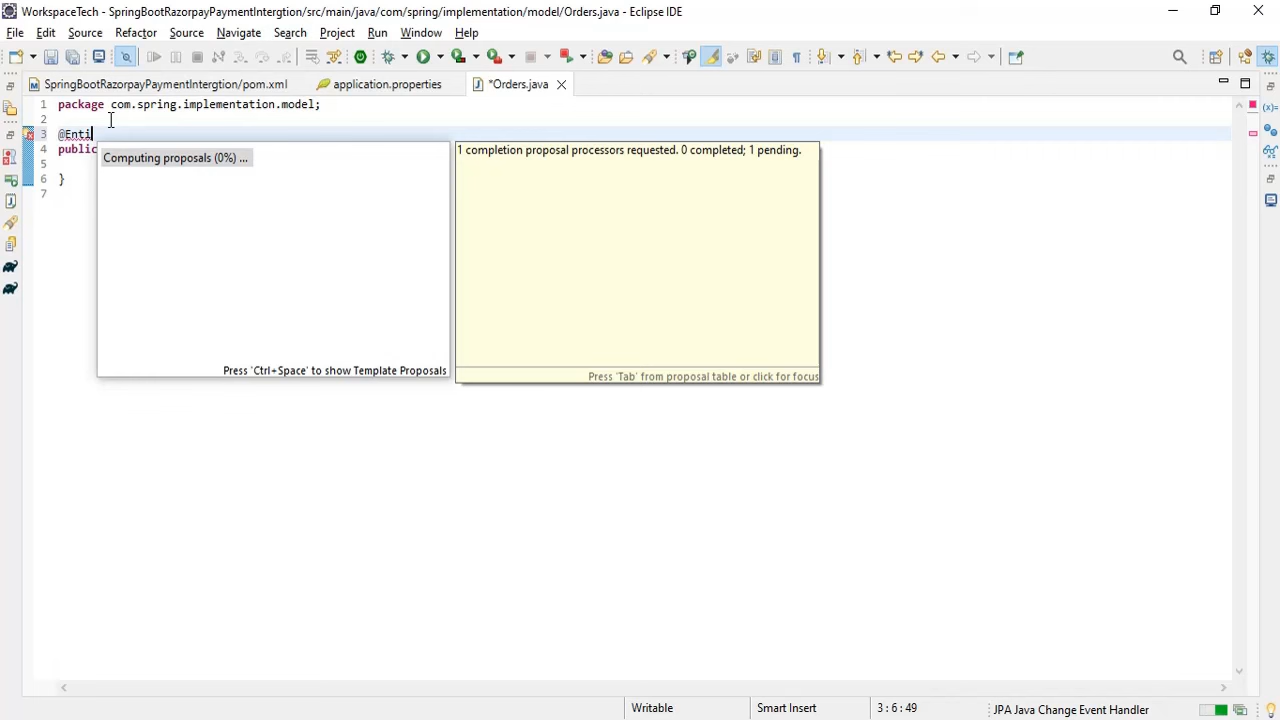 WorkspaceTech - SpringBootRazorpayPaymentIntergtion/src/main/java/com/spring/implementation/model/Orders.java - Eclipse IDE
File Edit Source Refactor Source Navigate Search Project Run Window Help
SpringBootRazorpayPaymentIntergtion/pom.xml application.properties *Orders.java
1 package com.spring.implementation.model;
2
3 @Enti
4 public
5
6 }
7
Computing proposals (0%) ...
Press 'Ctrl+Space' to show Template Proposals
1 completion proposal processors requested. 0 completed; 1 pending.
Press 'Tab' from proposal table or click for focus
Writable Smart Insert 3 : 6 : 49 JPA Java Change Event Handler